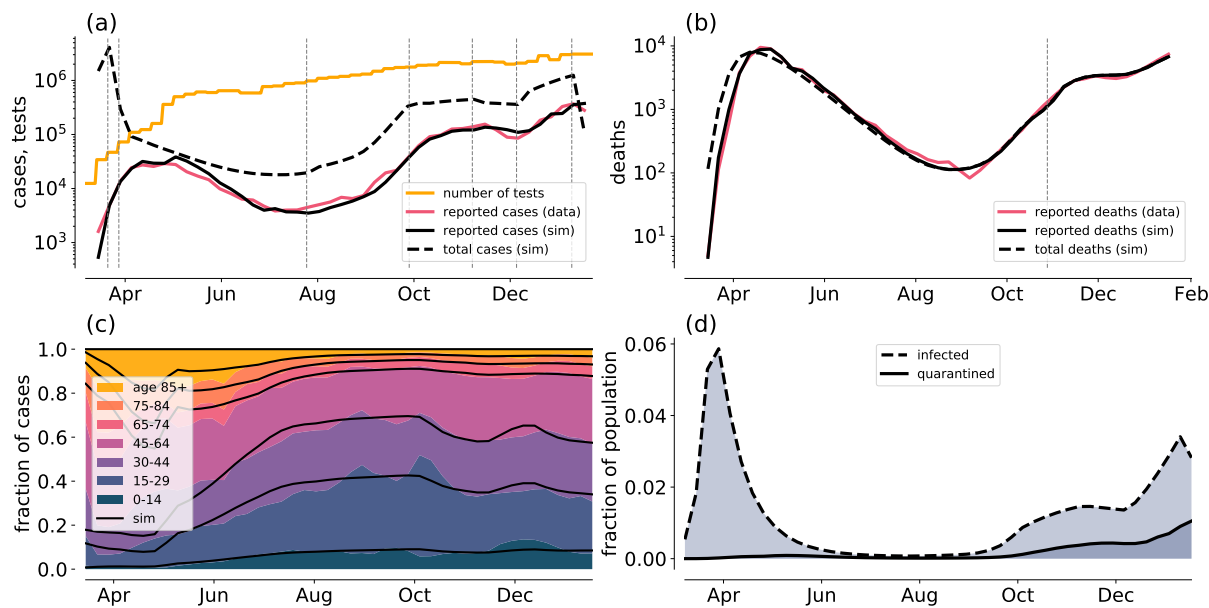 (a)
cases, tests
10^6
10^5
10^4
10^3
number of tests
reported cases (data)
reported cases (sim)
total cases (sim)
Apr Jun Aug Oct Dec
(b)
deaths
10^4
10^3
10^2
10^1
reported deaths (data)
reported deaths (sim)
total deaths (sim)
Apr Jun Aug Oct Dec Feb
(c)
fraction of cases
1.0
0.8
0.6
0.4
0.2
0.0
age 85+
75-84
65-74
45-64
30-44
15-29
0-14
sim
Apr Jun Aug Oct Dec
(d)
fraction of population
0.06
0.04
0.02
0.00
infected
quarantined
Apr Jun Aug Oct Dec